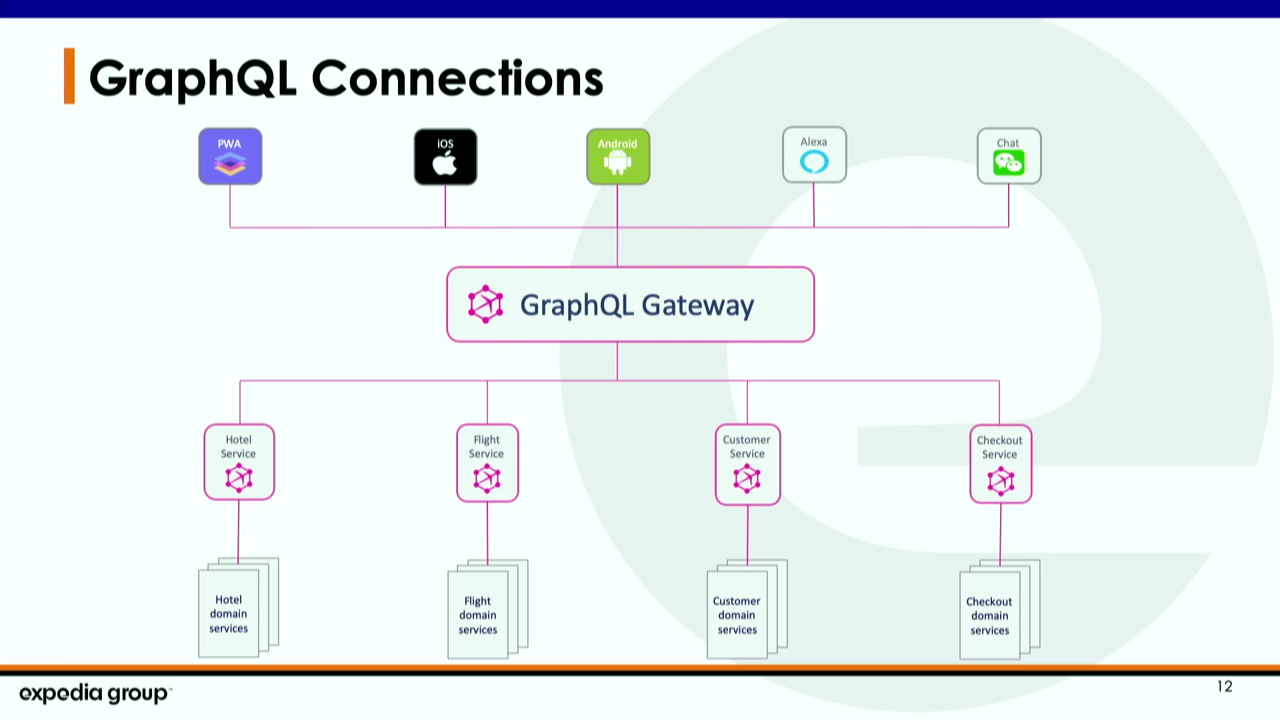 GraphQL Connections
PWA
iOS
Android
Alexa
Chat
GraphQL Gateway
Hotel
Service
Flight
Service
Customer
Service
Checkout
Service
Hotel
domain
services
Flight
domain
services
Customer
domain
services
Checkout
domain
services
expedia group™
12